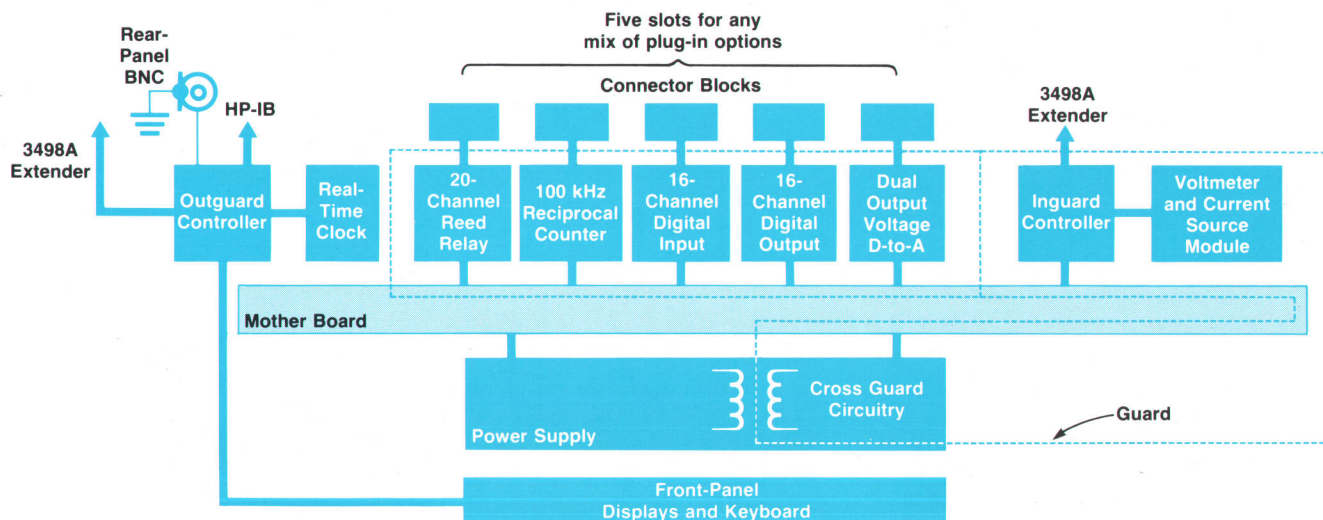 Five slots for any
mix of plug-in options
Rear-
Panel
BNC
Connector Blocks
HP-IB
3498A
Extender
3498A
Extender
Outguard
Controller
Real-
Time
Clock
20-
Channel
Reed
Relay
100 kHz
Reciprocal
Counter
16-
Channel
Digital
Input
16-
Channel
Digital
Output
Dual
Output
Voltage
D-to-A
Inguard
Controller
Voltmeter
and Current
Source
Module
Mother Board
Cross Guard
Circuitry
Power Supply
Guard
Front-Panel
Displays and Keyboard